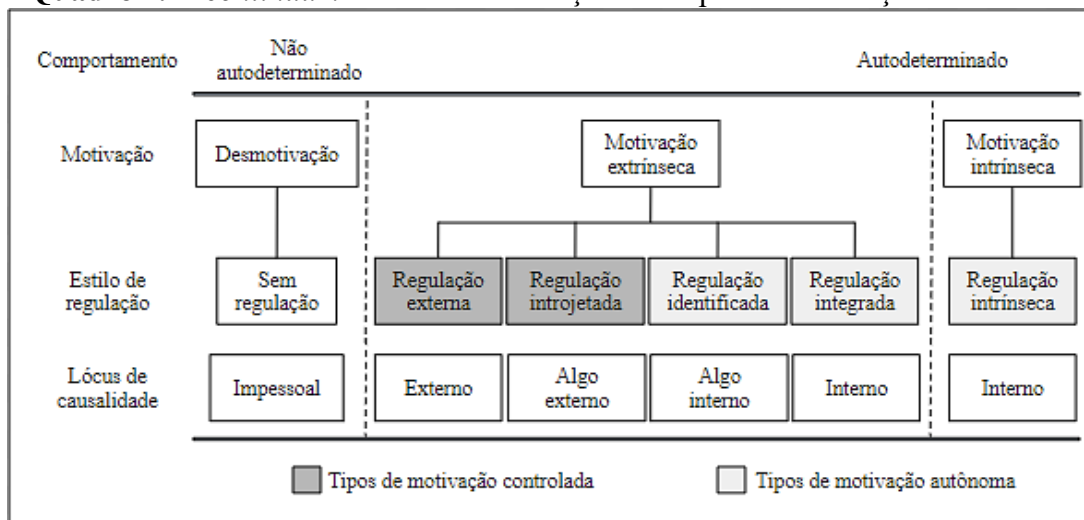 Comportamento
Não
autodeterminado
Autodeterminado
Motivação
Desmotivação
Motivação
extrínseca
Motivação
intrínseca
Estilo de
regulação
Sem
regulação
Regulação
externa
Regulação
introjetada
Regulação
identificada
Regulação
integrada
Regulação
intrínseca
Lócus de
causalidade
Impessoal
Externo
Algo
externo
Algo
interno
Interno
Interno
Tipos de motivação controlada
Tipos de motivação autônoma